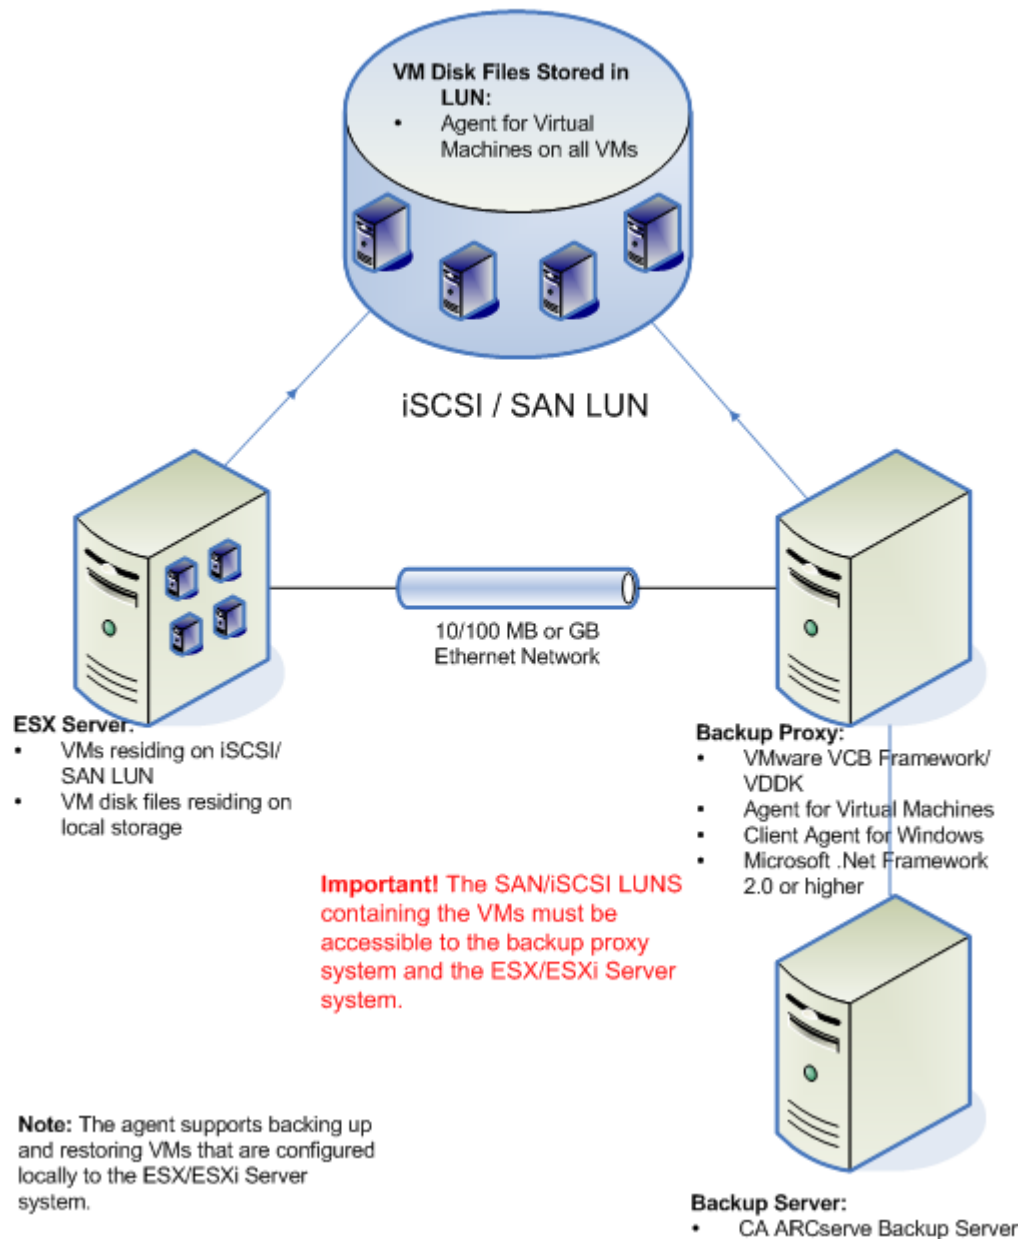 VM Disk Files Stored in
LUN:
• Agent for Virtual
Machines on all VMs
iSCSI / SAN LUN
10/100 MB or GB
Ethernet Network
ESX Server:
• VMs residing on iSCSI/
SAN LUN
• VM disk files residing on
local storage
Backup Proxy:
• VMware VCB Framework/
VDDK
• Agent for Virtual Machines
• Client Agent for Windows
• Microsoft .Net Framework
2.0 or higher
Important! The SAN/iSCSI LUNS
containing the VMs must be
accessible to the backup proxy
system and the ESX/ESXi Server
system.
Note: The agent supports backing up
and restoring VMs that are configured
locally to the ESX/ESXi Server
system.
Backup Server:
• CA ARCserve Backup Server